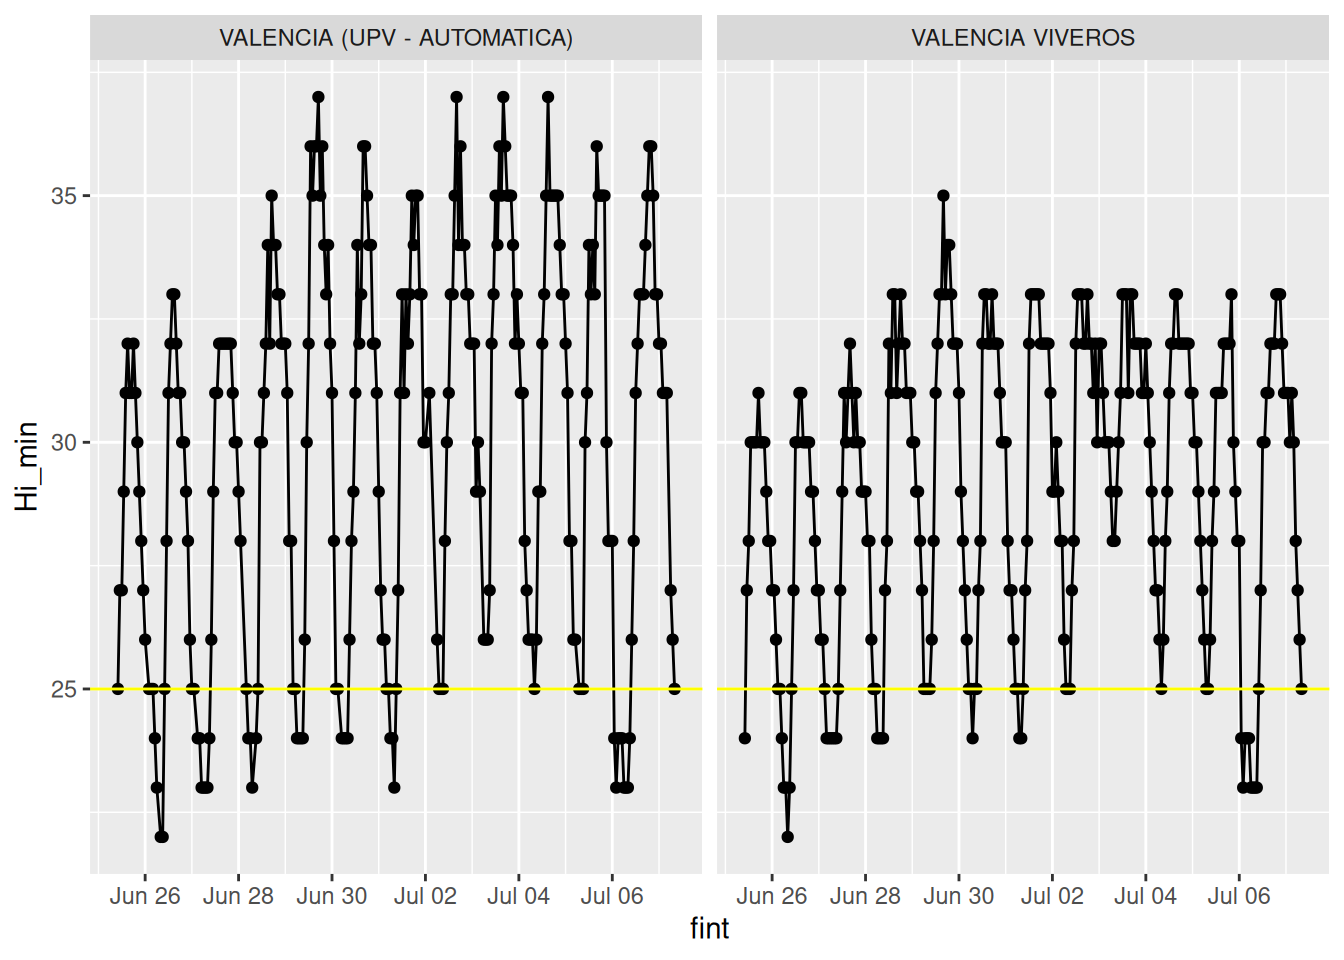 VALENCIA (UPV - AUTOMATICA) VALENCIA VIVEROS
35
30
25
Hi_min
Jun 26 Jun 28 Jun 30 Jul 02 Jul 04 Jul 06 Jun 26 Jun 28 Jun 30 Jul 02 Jul 04 Jul 06
fint